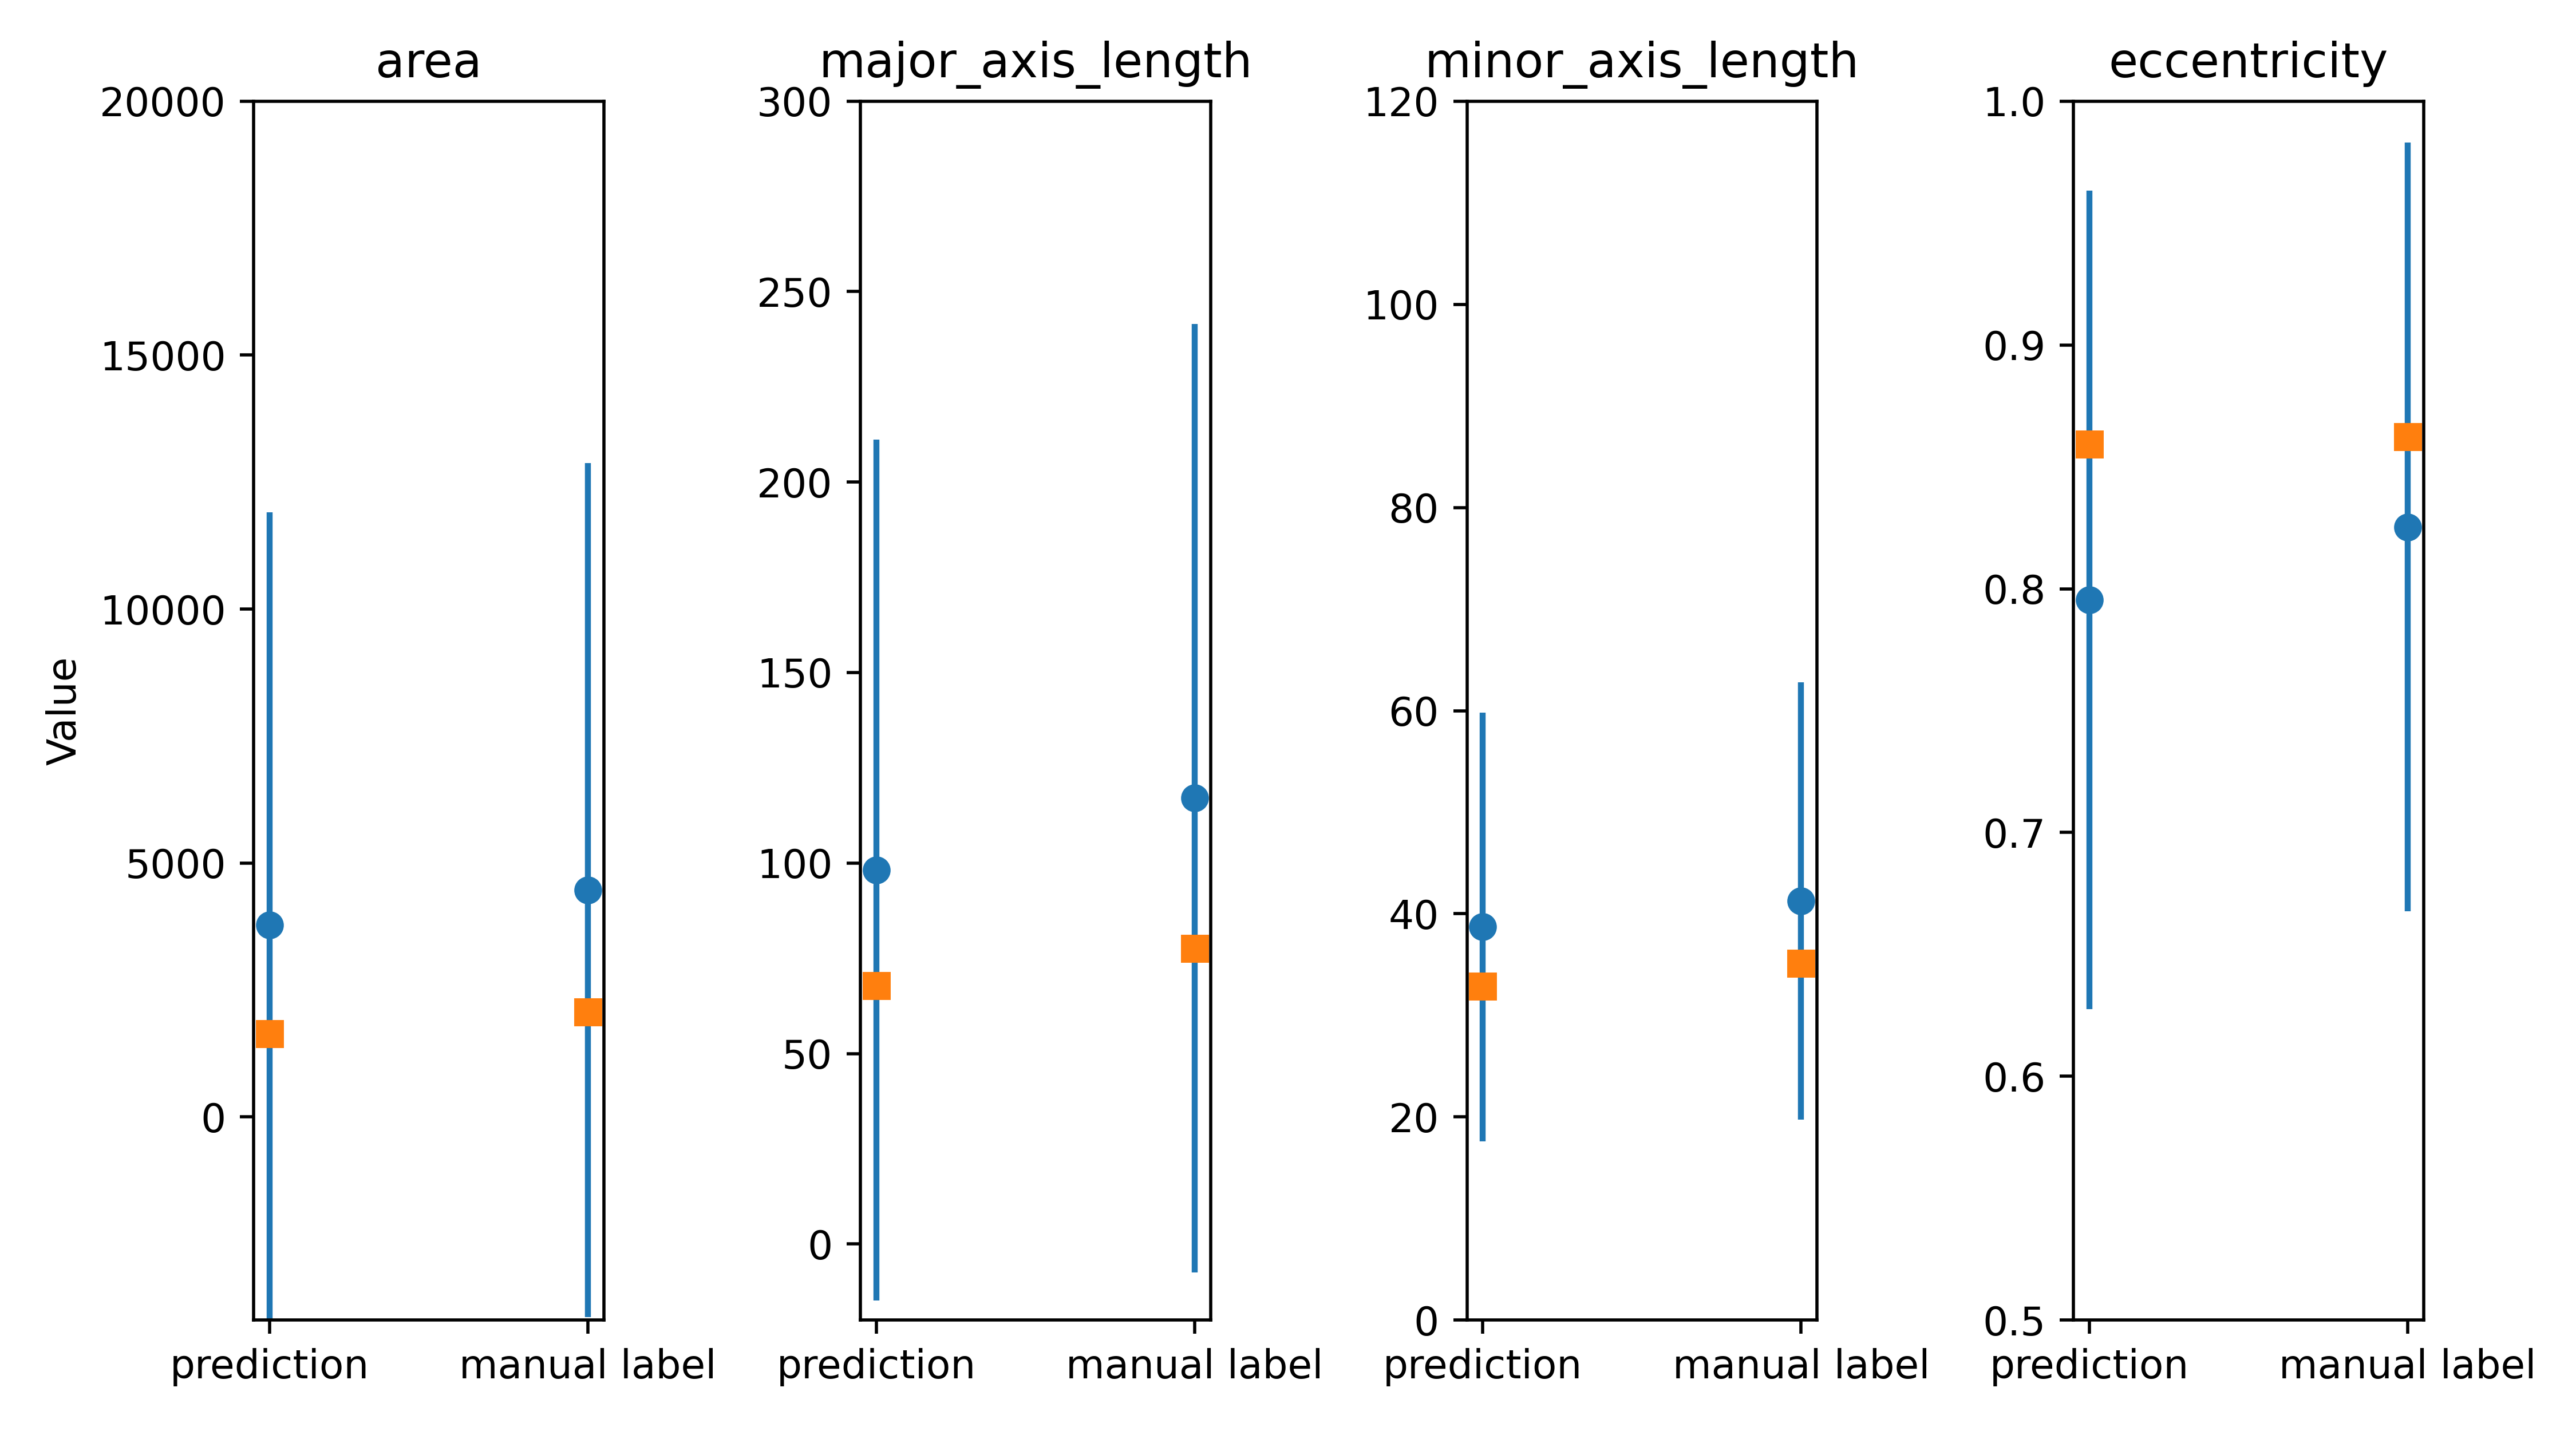 area
major_axis_length
minor_axis_length
eccentricity
Value
20000
15000
10000
5000
0
prediction
manual label
300
250
200
150
100
50
0
prediction
manual label
120
100
80
60
40
20
0
prediction
manual label
1.0
0.9
0.8
0.7
0.6
0.5
prediction
manual label